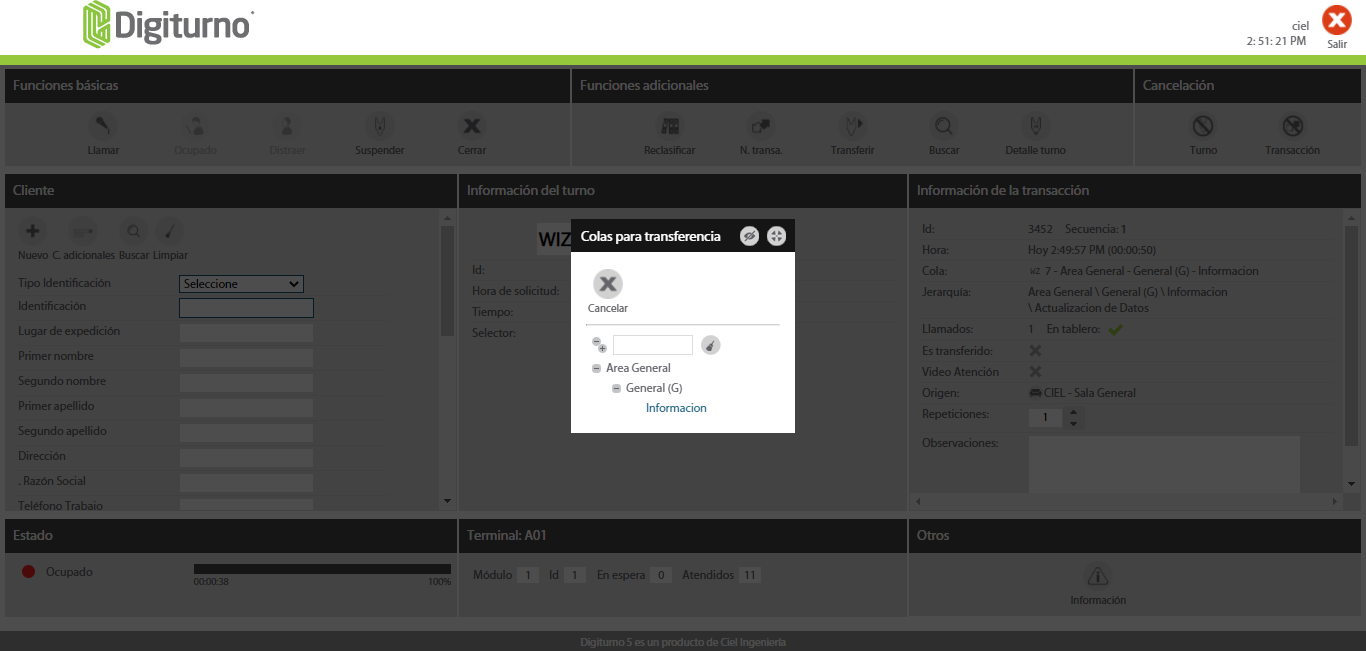 Digiturno
ciel
2: 51: 21 PM
Salir
Funciones básicas
Funciones adicionales
Cancelación
Llamar
Ocupado
Distraer
Suspender
Cerrar
Reclasificar
N. transa.
Transferir
Buscar
Detalle turno
Turno
Transacción
Cliente
Nuevo C. adicionales Buscar Limpiar
Tipo Identificación Seleccione
Identificación
Lugar de expedición
Primer nombre
Segundo nombre
Primer apellido
Segundo apellido
Dirección
. Razón Social
Teléfono Trabajo
Información del turno
WIZ
Id:
Hora de solicitud:
Tiempo:
Selector:
Colas para transferencia
Cancelar
Area General
General (G)
Informacion
Información de la transacción
Id: 3452 Secuencia: 1
Hora: Hoy 2:49:57 PM (00:00:50)
Cola: WZ 7 - Area General - General (G) - Informacion
Jerarquía: Area General \ General (G) \ Informacion
\ Actualizacion de Datos
Llamados: 1 En tablero:
Es transferido:
Video Atención
Origen: CIEL - Sala General
Repeticiones: 1
Observaciones:
Estado
Ocupado
00:00:38 100%
Terminal: A01
Módulo 1 Id 1 En espera 0 Atendidos 11
Otros
Información
Digiturno 5 es un producto de Ciel Ingeniería